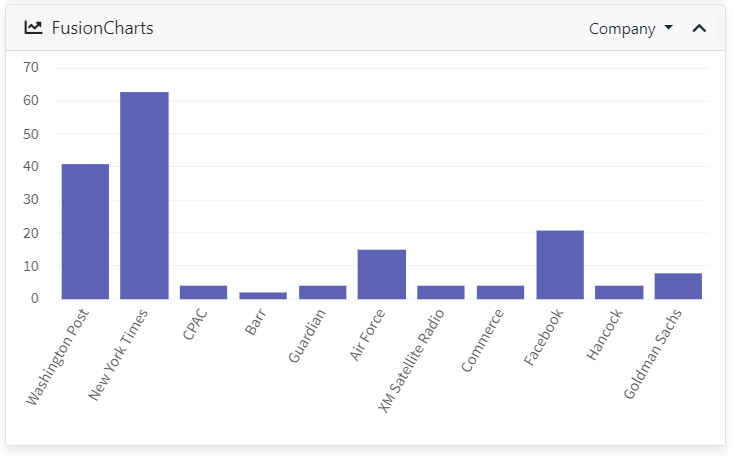 FusionCharts
Company
70
60
50
40
30
20
10
0
Washington Post
New York Times
CPAC
Barr
Guardian
Air Force
XM Satellite Radio
Commerce
Facebook
Hancock
Goldman Sachs